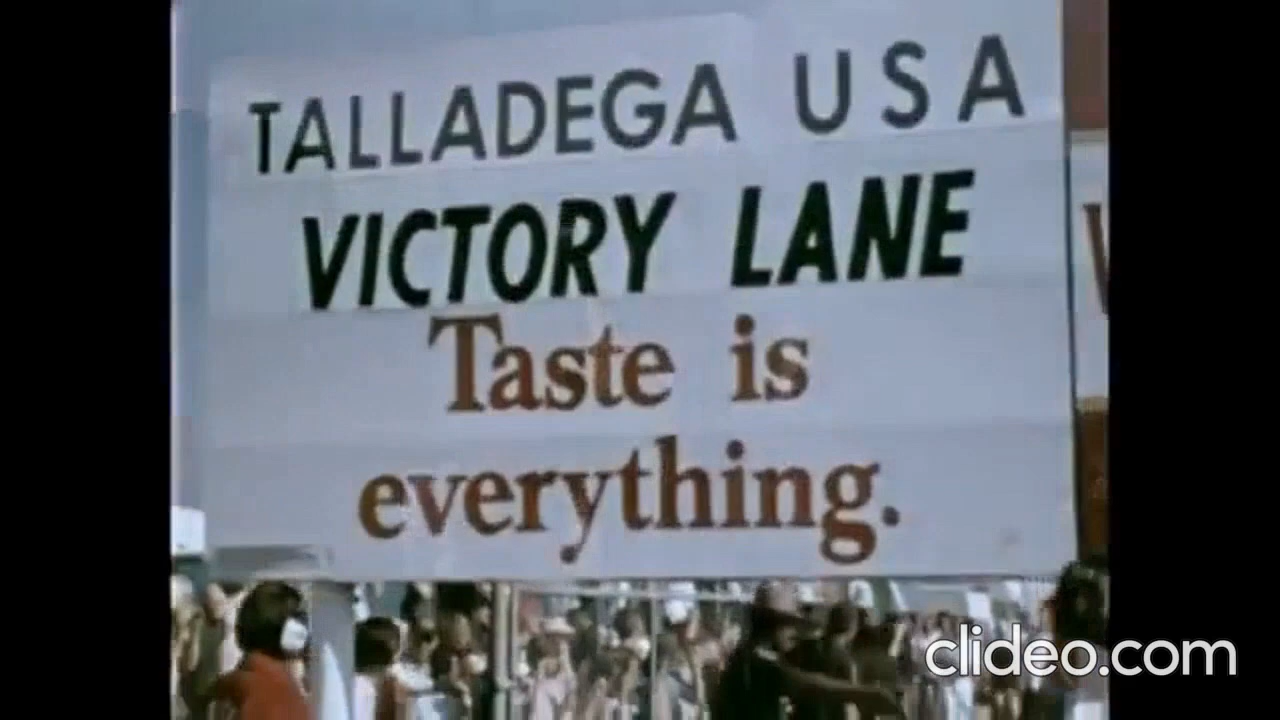 TALLADEGA USA
VICTORY LANE
Taste is
everything.
clideo.com